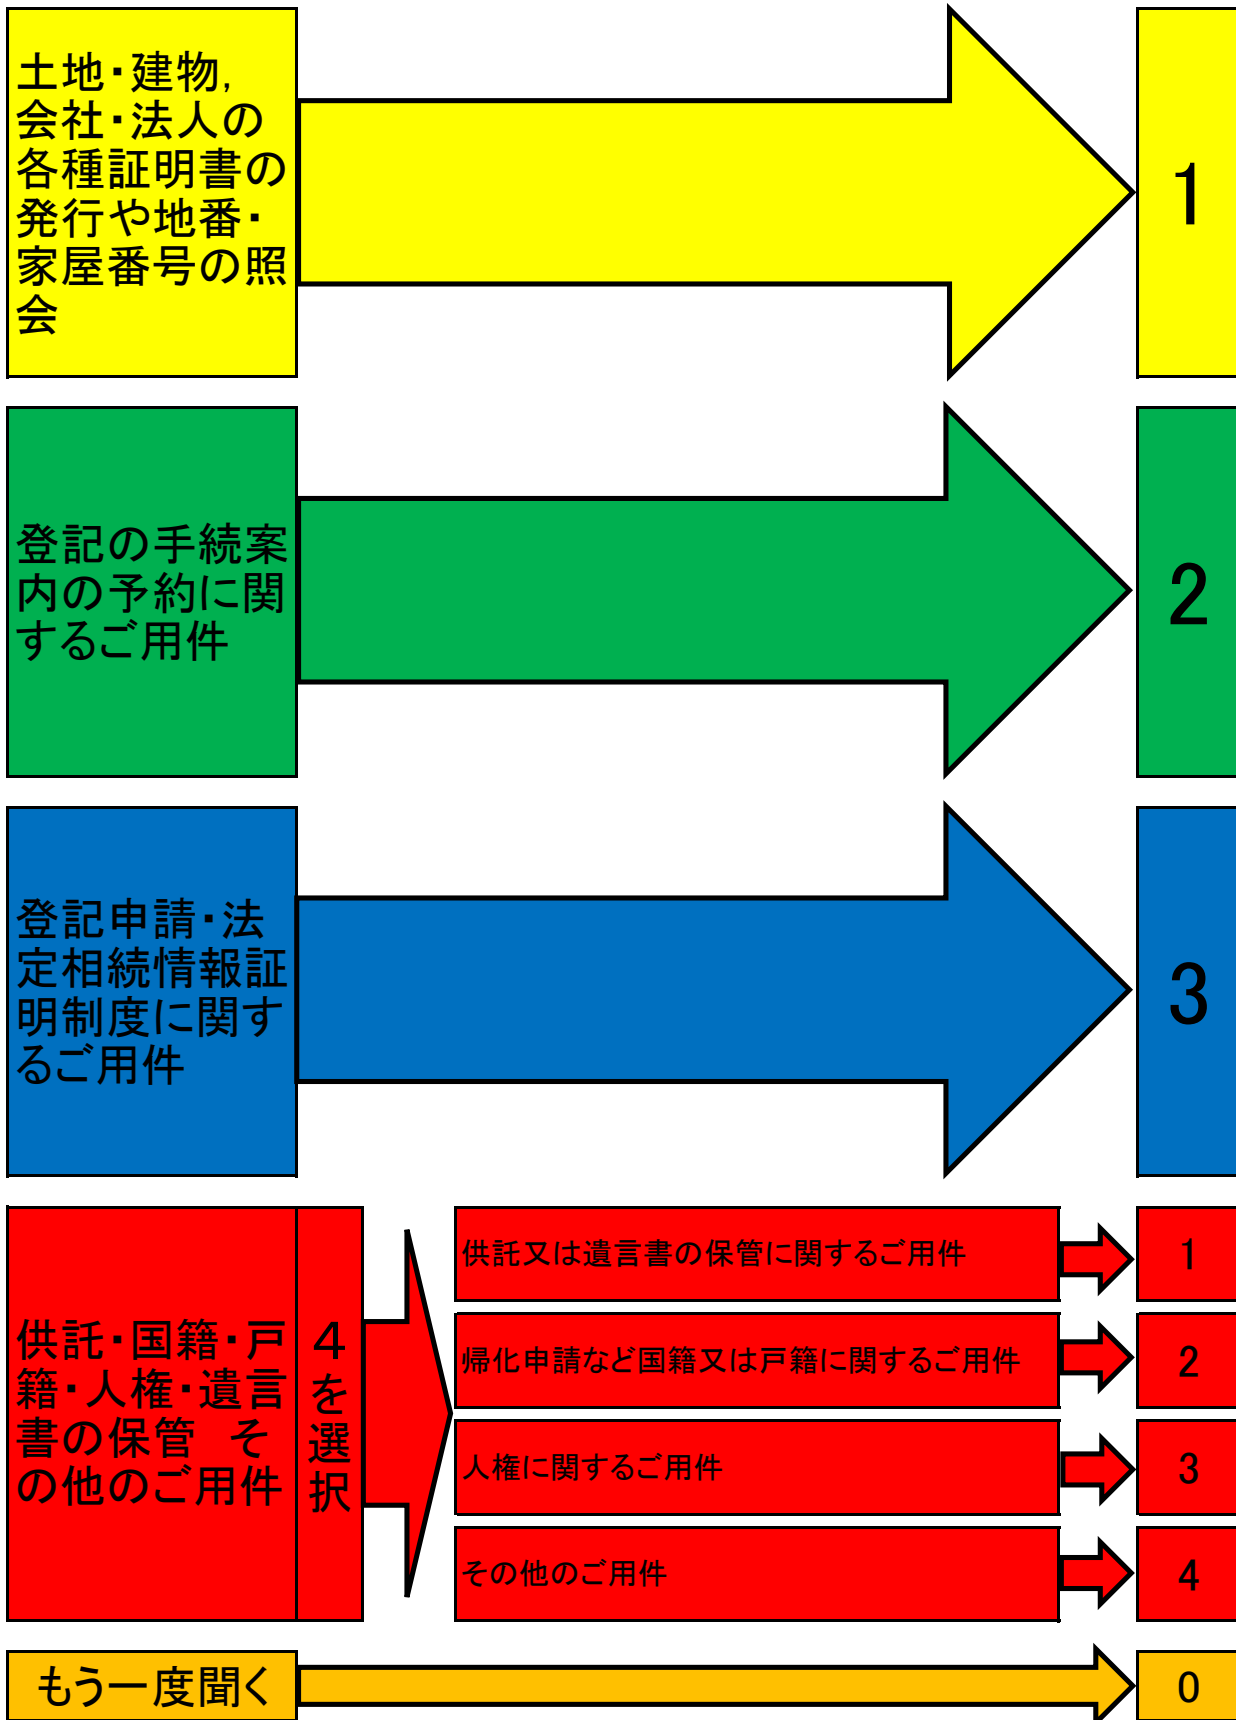 土地・建物,
会社・法人の
各種証明書の
発行や地番・
家屋番号の照
会
1
登記の手続案
内の予約に関
するご用件
2
登記申請・法
定相続情報証
明制度に関す
るご用件
3
供託・国籍・戸
籍・人権・遺言
書の保管　そ
の他のご用件
４を選択
供託又は遺言書の保管に関するご用件
1
帰化申請など国籍又は戸籍に関するご用件
2
人権に関するご用件
3
その他のご用件
4
もう一度聞く
0